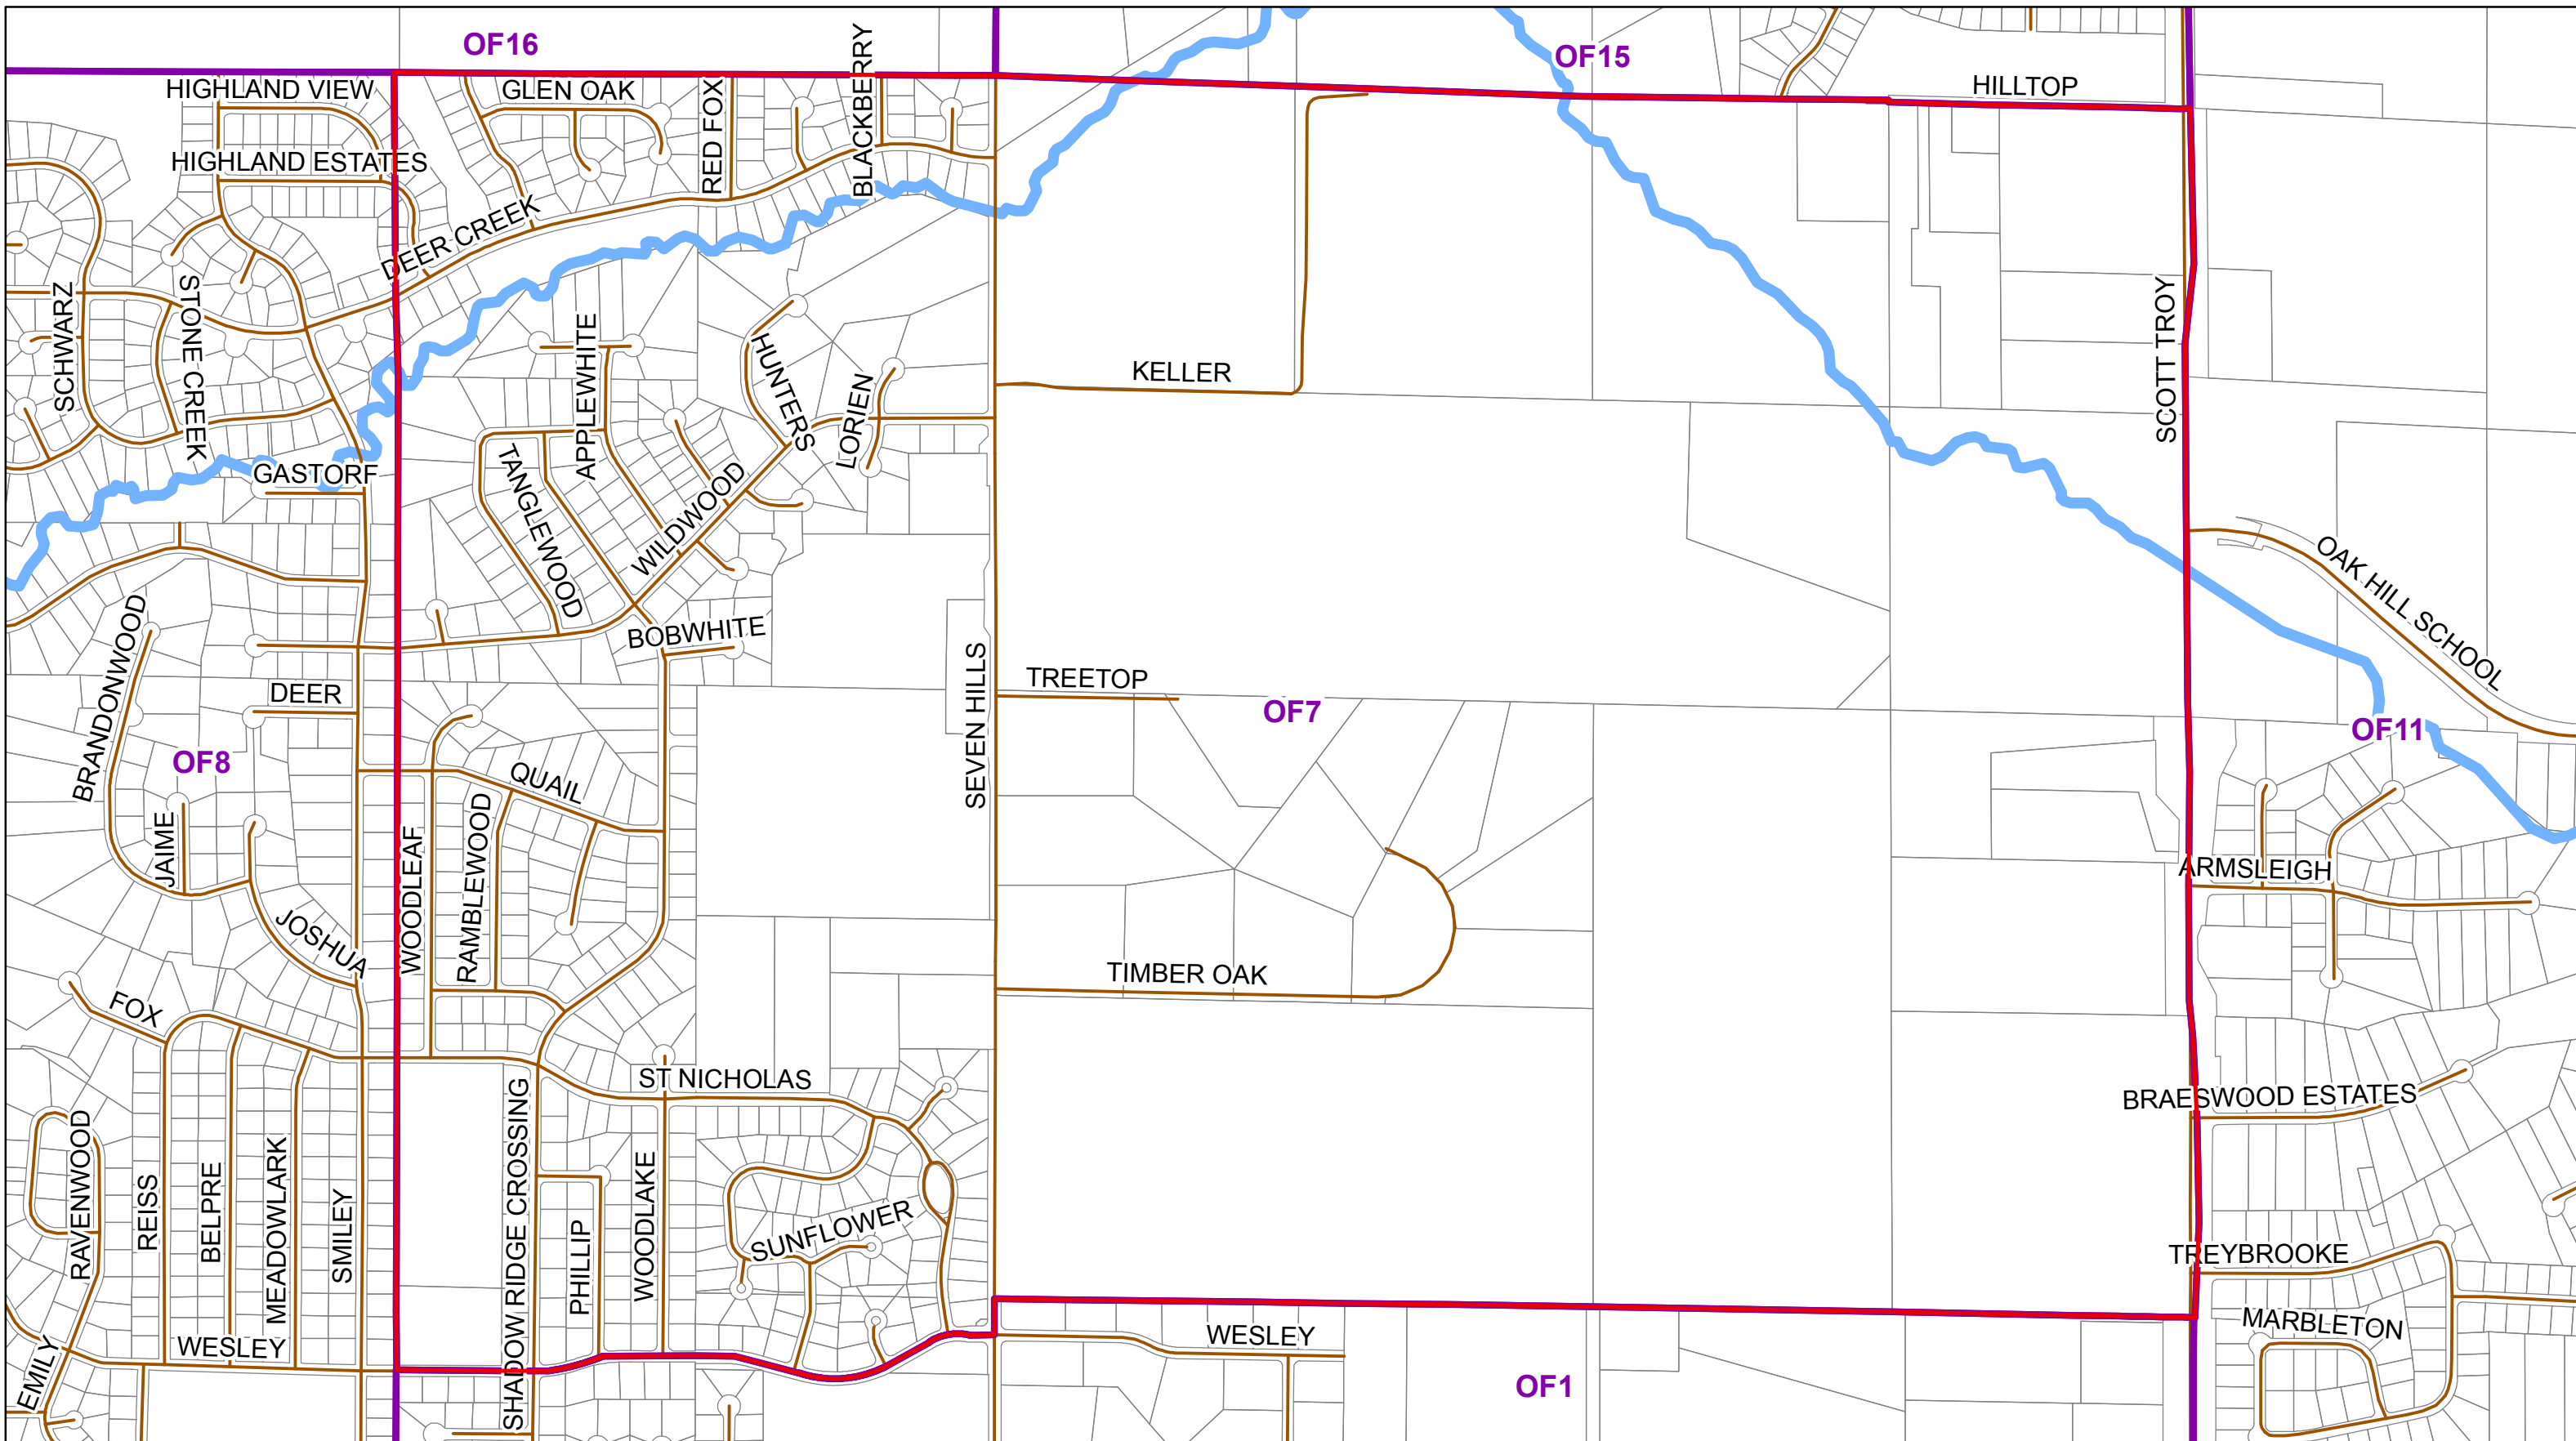 OF16
OF15
HIGHLAND VIEW
GLEN OAK
RED FOX
BLACKBERRY
HILLTOP
HIGHLAND ESTATES
DEER CREEK
SCHWARZ
STONE CREEK
APPLEWHITE
HUNTERS
LORIEN
KELLER
SCOTT TROY
GASTORF
TANGLEWOOD
WILDWOOD
OAK HILL SCHOOL
BRANDONWOOD
BOBWHITE
SEVEN HILLS
TREETOP
DEER
OF7
OF11
OF8
QUAIL
JAIME
WOODLEAF
RAMBLEWOOD
ARMSLEIGH
JOSHUA
TIMBER OAK
FOX
ST NICHOLAS
BRAESWOOD ESTATES
RAVENWOOD
REISS
BELPRE
MEADOWLARK
SMILEY
SHADOW RIDGE CROSSING
PHILLIP
WOODLAKE
SUNFLOWER
TREYBROOKE
EMILY
WESLEY
WESLEY
MARBLETON
OF1